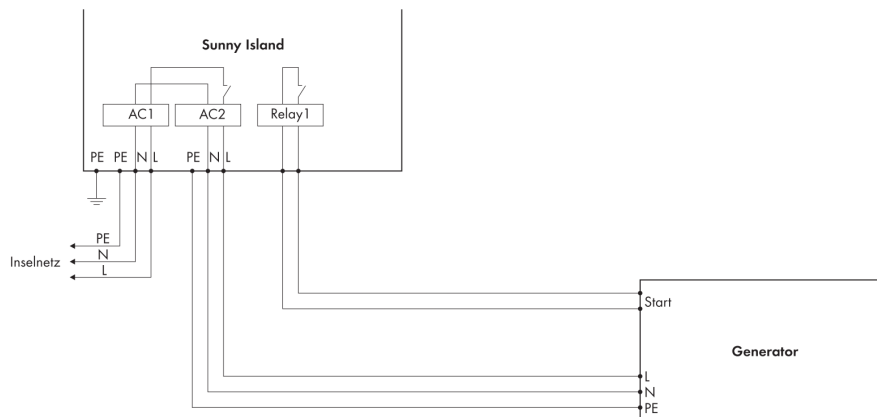 Sunny Island
AC1 AC2 Relay1
PE PE N L PE N L
PE
N
Inselnetz
L
Start
Generator
L
N
PE